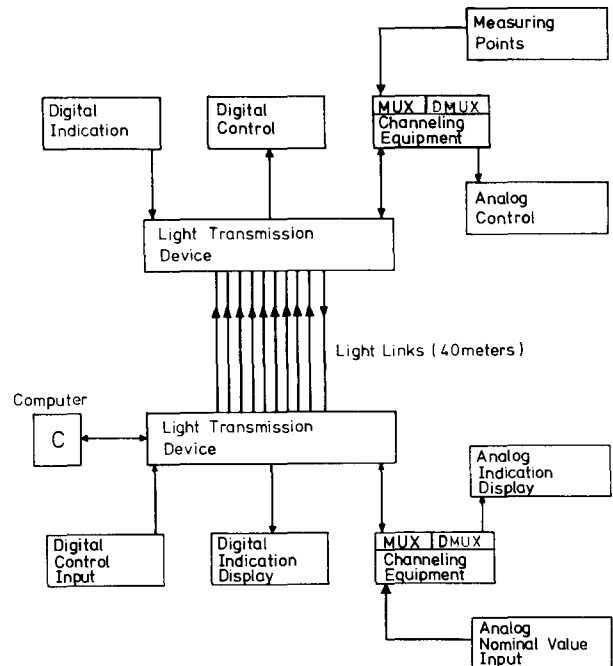 Measuring
Points
Digital
Indication
Digital
Control
MUX DMUX
Channeling
Equipment
Analog
Control
Light Transmission
Device
Light Links (40meters)
Computer
C
Light Transmission
Device
Analog
Indication
Display
Digital
Control
Input
Digital
Indication
Display
MUX DMUX
Channeling
Equipment
Analog
Nominal Value
Input